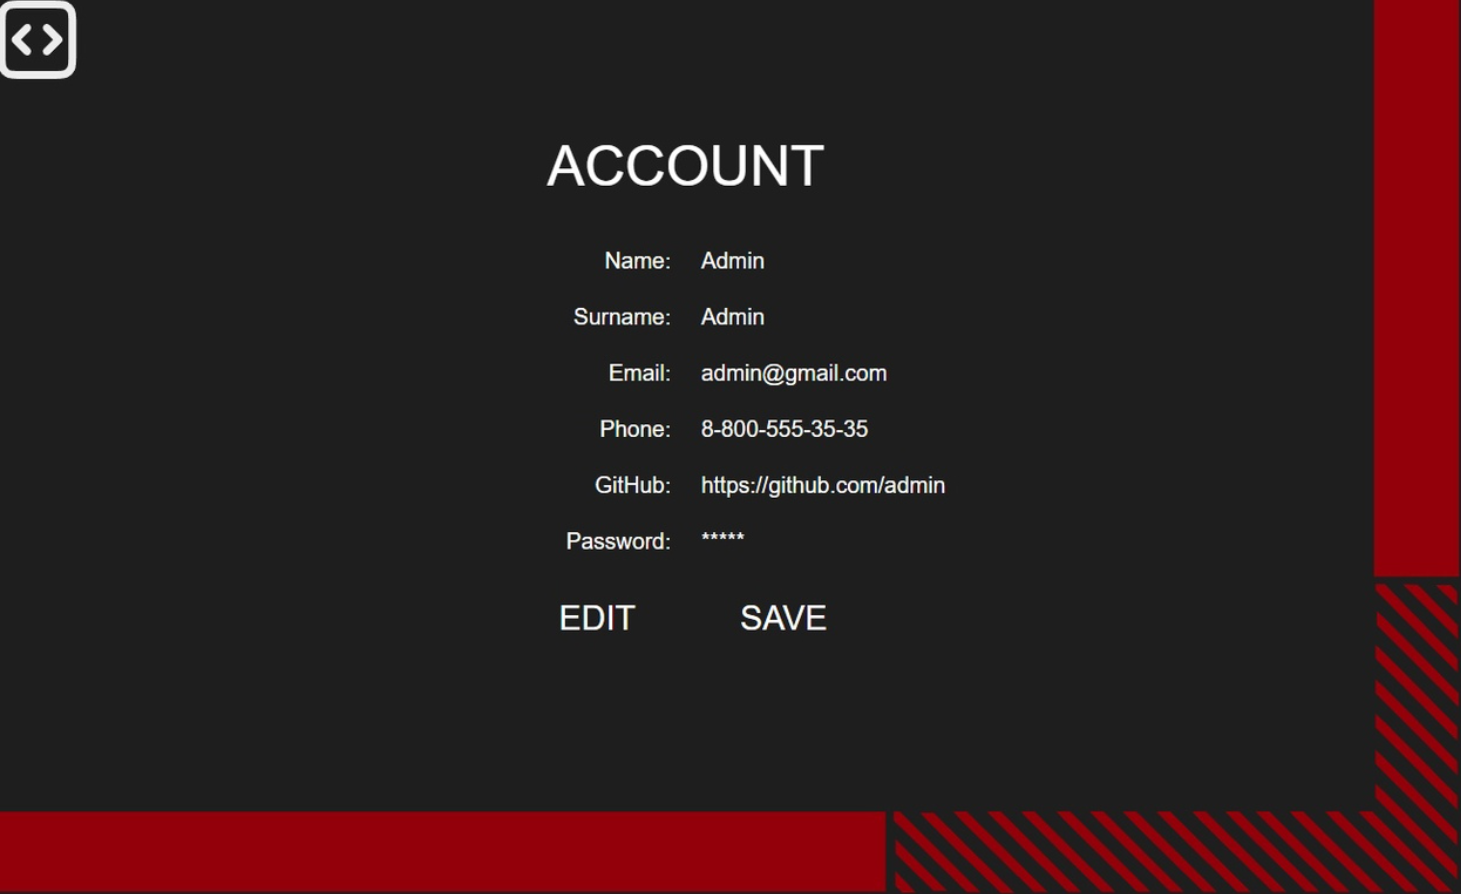 ACCOUNT
Name: Admin
Surname: Admin
Email: admin@gmail.com
Phone: 8-800-555-35-35
GitHub: https://github.com/admin
Password: *****
EDIT SAVE